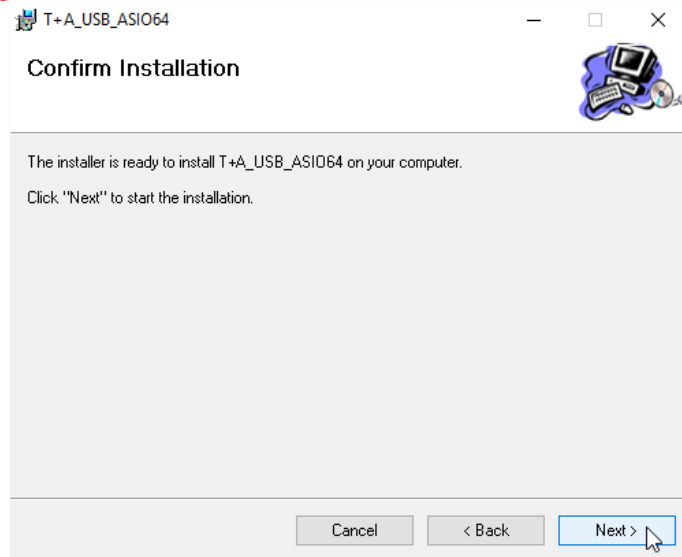 T+A_USB_ASIO64
Confirm Installation
The installer is ready to install T+A_USB_ASIO64 on your computer.
Click "Next" to start the installation.
Cancel
< Back
Next >